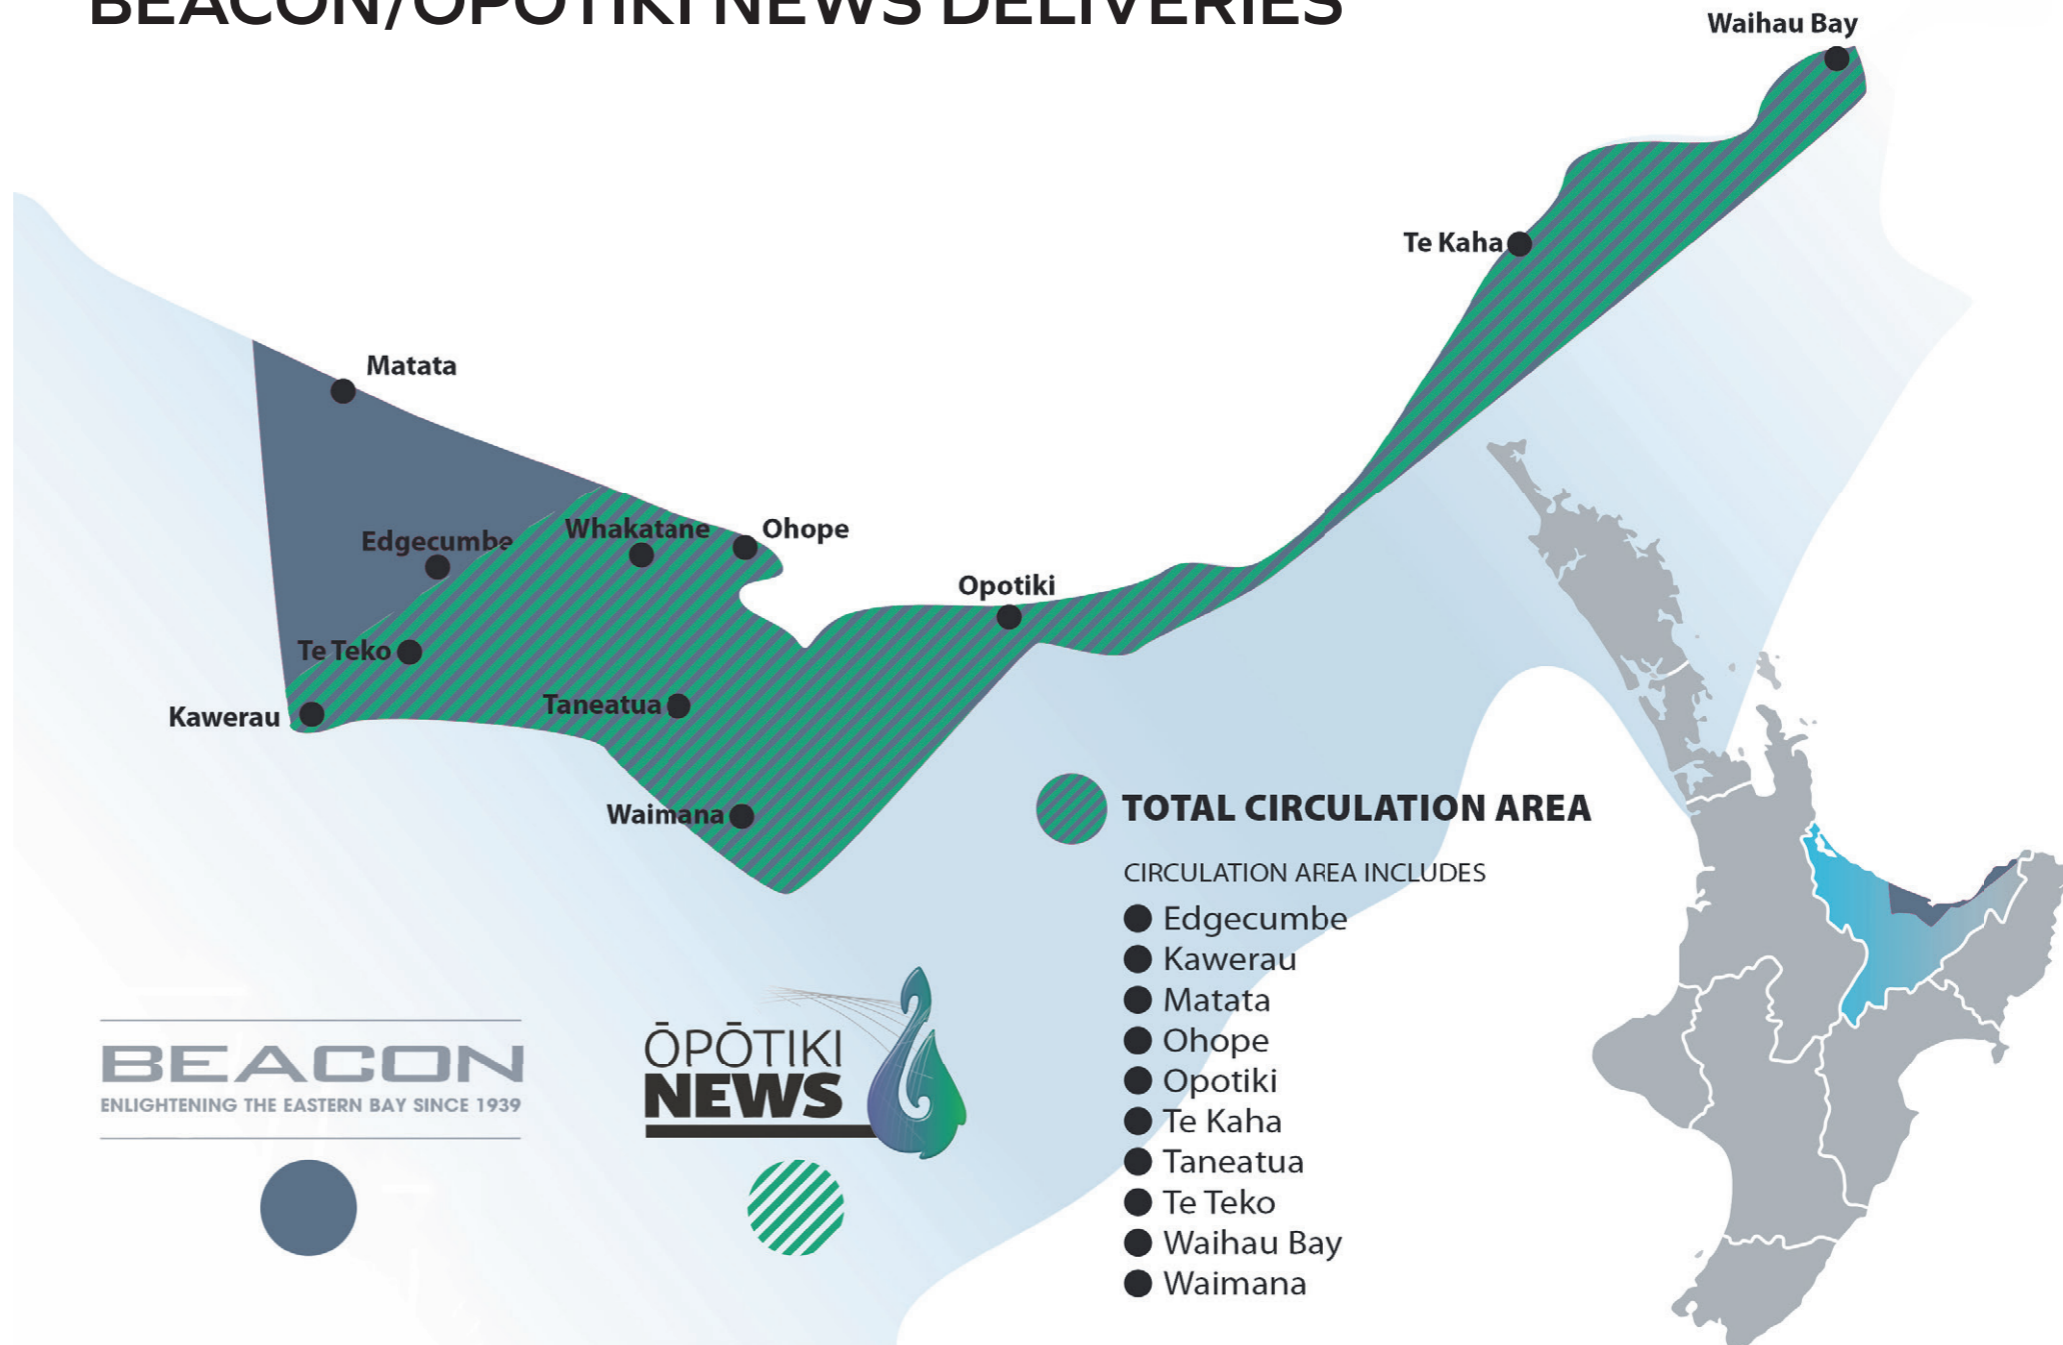 BEACON/OPOTIKI NEWS DELIVERIES
Waihau Bay
Te Kaha
Matata
Edgecumbe
Whakatane
Ohope
Opotiki
Te Teko
Kawerau
Taneatua
Waimana
TOTAL CIRCULATION AREA
CIRCULATION AREA INCLUDES
Edgecumbe
Kawerau
Matata
Ohope
Opotiki
Te Kaha
Taneatua
Te Teko
Waihau Bay
Waimana
BEACON
ENLIGHTENING THE EASTERN BAY SINCE 1939
ŌPŌTIKI
NEWS